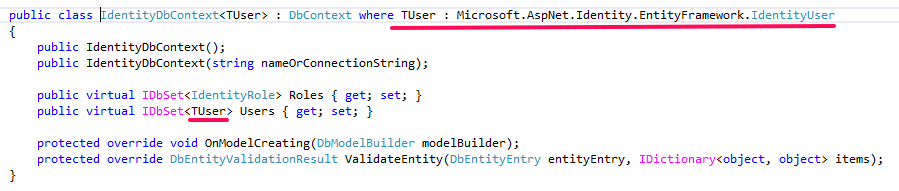 public class IdentityDbContext<TUser> : DbContext where TUser : Microsoft.AspNet.Identity.EntityFramework.IdentityUser
{
public IdentityDbContext();
public IdentityDbContext(string nameOrConnectionString);
public virtual IDbSet<IdentityRole> Roles { get; set; }
public virtual IDbSet<TUser> Users { get; set; }
protected override void OnModelCreating(DbModelBuilder modelBuilder);
protected override DbEntityValidationResult ValidateEntity(DbEntityEntry entityEntry, IDictionary<object, object> items);
}